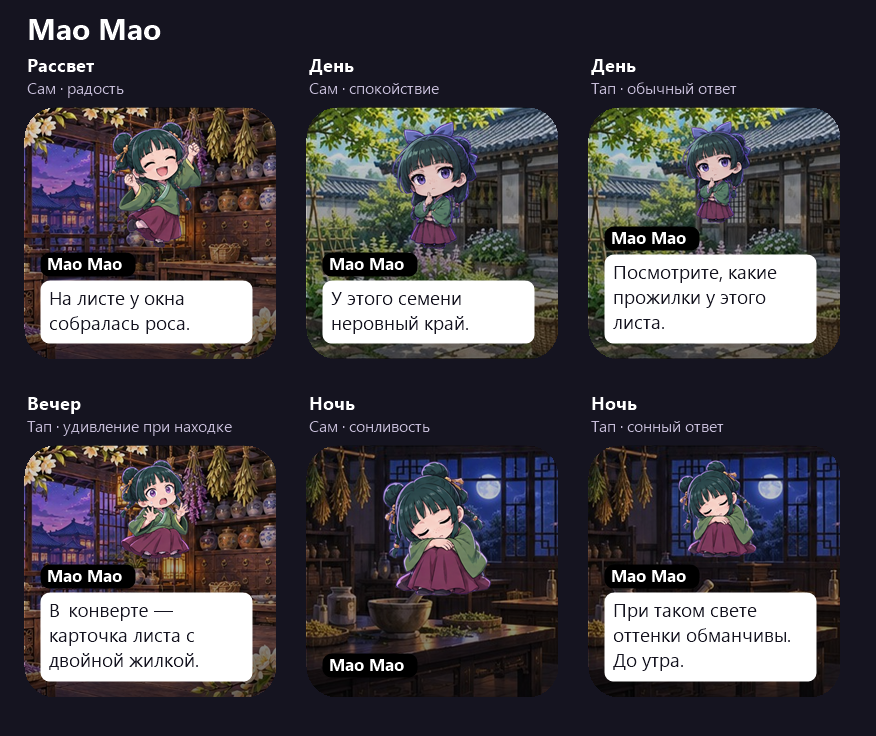 Mao Mao
Рассвет
Сам · радость
Mao Mao
На листе у окна
собралась роса.
День
Сам · спокойствие
Mao Mao
У этого семени
неровный край.
День
Тап · обычный ответ
Mao Mao
Посмотрите, какие
прожилки у этого
листа.
Вечер
Тап · удивление при находке
Mao Mao
В конверте —
карточка листа с
двойной жилкой.
Ночь
Сам · сонливость
Mao Mao
Ночь
Тап · сонный ответ
Mao Mao
При таком свете
оттенки обманчивы.
До утра.